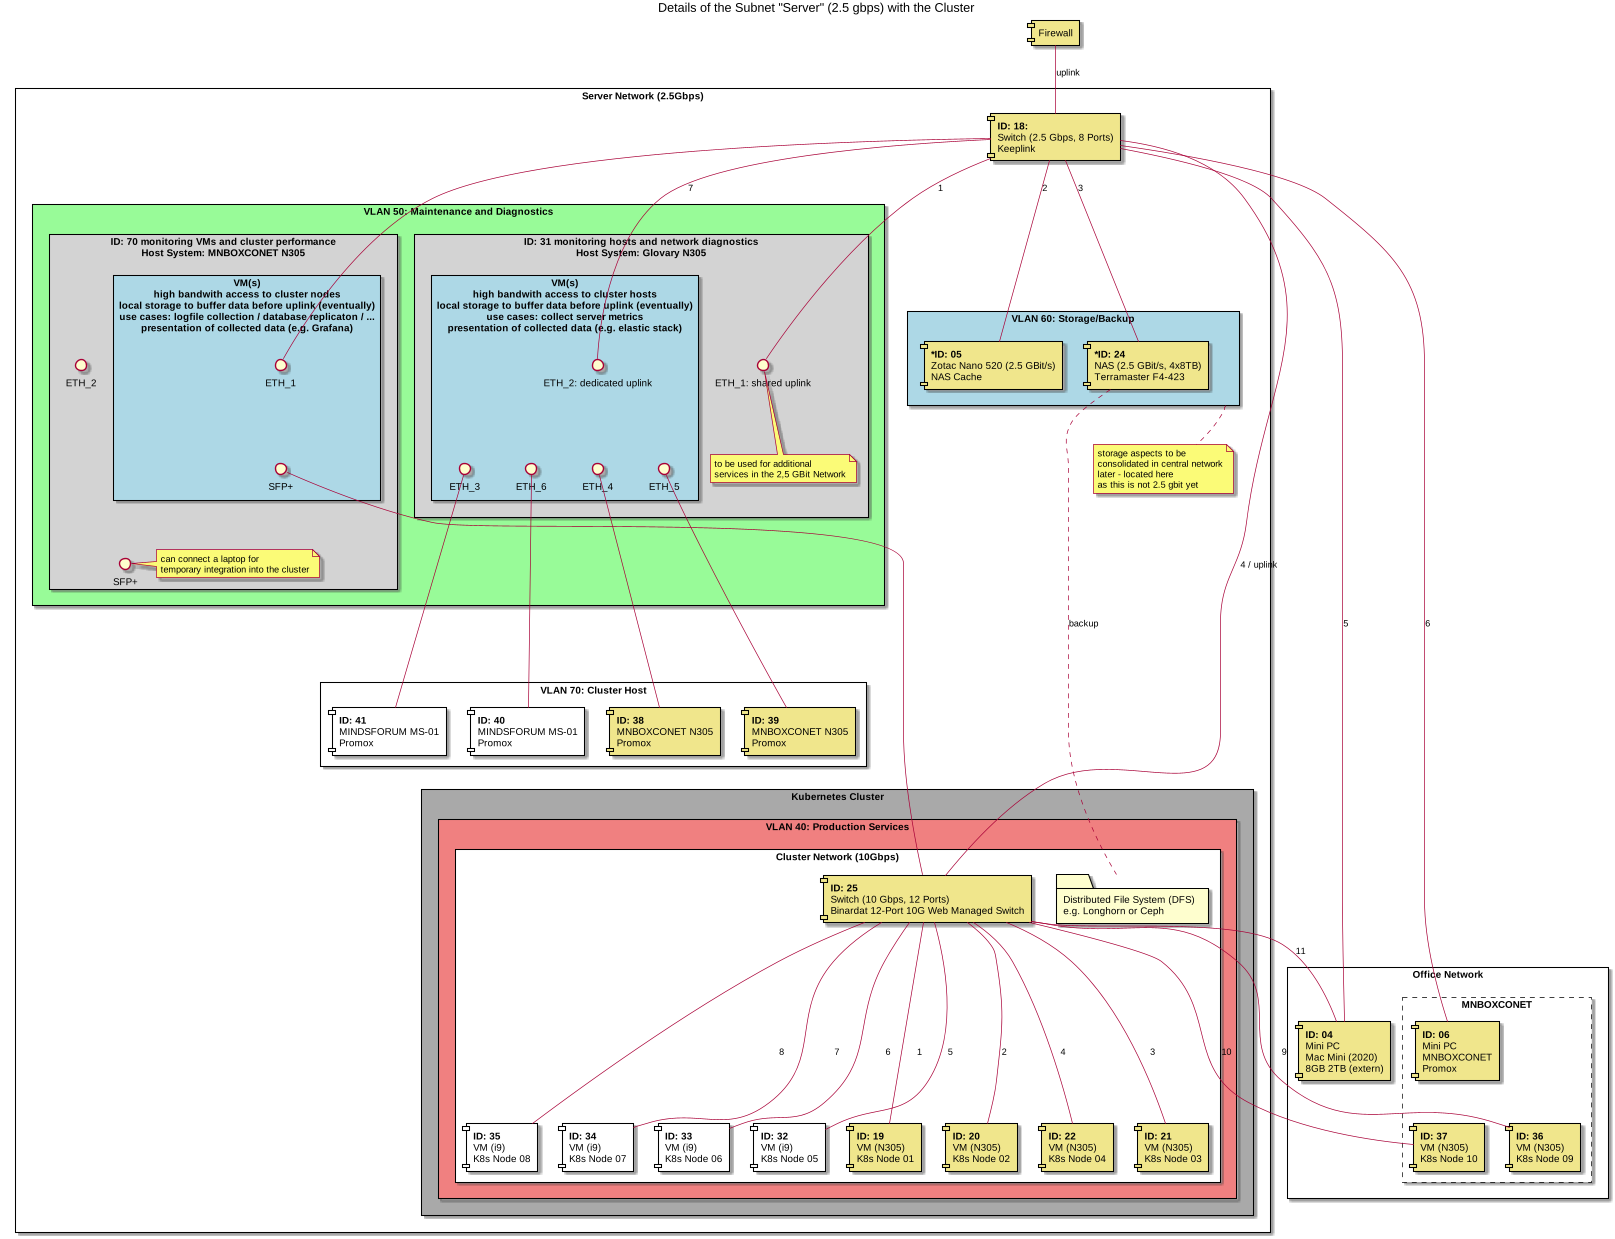 Details of the Subnet "Server" (2.5 gbps) with the Cluster
Firewall
uplink
Server Network (2.5Gbps)
ID: 18:
Switch (2.5 Gbps, 8 Ports)
Keeplink
7
1
2
3
VLAN 50: Maintenance and Diagnostics
ID: 70 monitoring VMs and cluster performance
Host System: MNBOXCONET N305
VM(s)
high bandwith access to cluster nodes
local storage to buffer data before uplink (eventually)
use cases: logfile collection / database replicaton / ...
presentation of collected data (e.g. Grafana)
ETH_2
ETH_1
SFP+
SFP+
can connect a laptop for
temporary integration into the cluster
ID: 31 monitoring hosts and network diagnostics
Host System: Glovary N305
VM(s)
high bandwith access to cluster hosts
local storage to buffer data before uplink (eventually)
use cases: collect server metrics
presentation of collected data (e.g. elastic stack)
ETH_2: dedicated uplink
ETH_1: shared uplink
ETH_3
ETH_6
ETH_4
ETH_5
to be used for additional
services in the 2,5 GBit Network
VLAN 60: Storage/Backup
*ID: 05
Zotac Nano 520 (2.5 GBit/s)
NAS Cache
*ID: 24
NAS (2.5 GBit/s, 4x8TB)
Terramaster F4-423
storage aspects to be
consolidated in central network
later - located here
as this is not 2.5 gbit yet
4 / uplink
backup
5
6
VLAN 70: Cluster Host
ID: 41
MINDSFORUM MS-01
Promox
ID: 40
MINDSFORUM MS-01
Promox
ID: 38
MNBOXCONET N305
Promox
ID: 39
MNBOXCONET N305
Promox
Kubernetes Cluster
VLAN 40: Production Services
Cluster Network (10Gbps)
ID: 25
Switch (10 Gbps, 12 Ports)
Binardat 12-Port 10G Web Managed Switch
Distributed File System (DFS)
e.g. Longhorn or Ceph
11
8
7
6
1
5
2
4
3
10
9
ID: 35
VM (i9)
K8s Node 08
ID: 34
VM (i9)
K8s Node 07
ID: 33
VM (i9)
K8s Node 06
ID: 32
VM (i9)
K8s Node 05
ID: 19
VM (N305)
K8s Node 01
ID: 20
VM (N305)
K8s Node 02
ID: 22
VM (N305)
K8s Node 04
ID: 21
VM (N305)
K8s Node 03
Office Network
ID: 04
Mini PC
Mac Mini (2020)
8GB 2TB (extern)
MNBOXCONET
ID: 06
Mini PC
MNBOXCONET
Promox
ID: 37
VM (N305)
K8s Node 10
ID: 36
VM (N305)
K8s Node 09